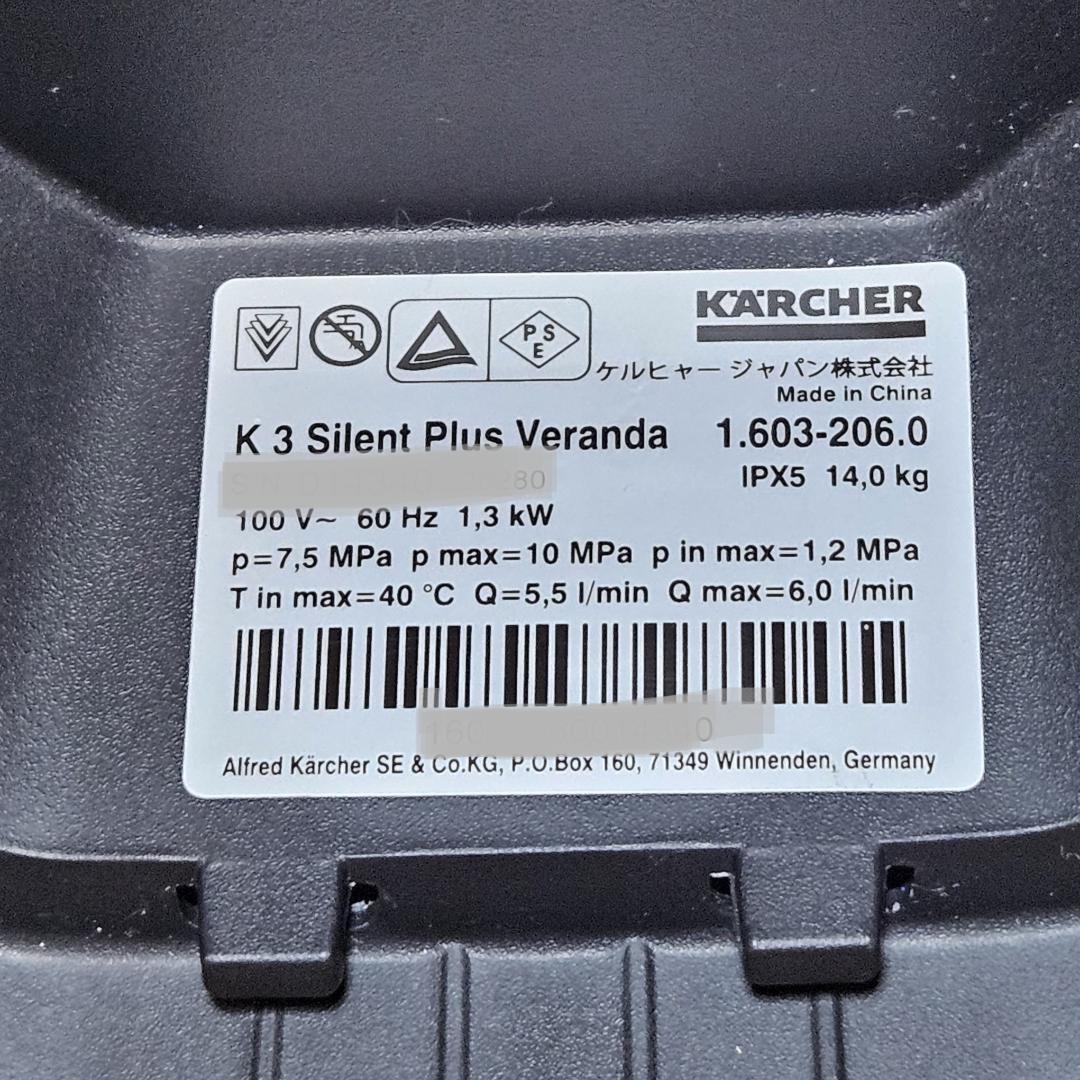 KÄRCHER
P S E
ケルヒャー ジャパン株式会社
Made in China
K 3 Silent Plus Veranda 1.603-206.0
IPX5 14,0 kg
100 V~ 60 Hz 1,3 kW
p=7,5 MPa p max=10 MPa p in max=1,2 MPa
T in max=40 °C Q=5,5 l/min Q max=6,0 l/min
Alfred Kärcher SE & Co.KG, P.O.Box 160, 71349 Winnenden, Germany